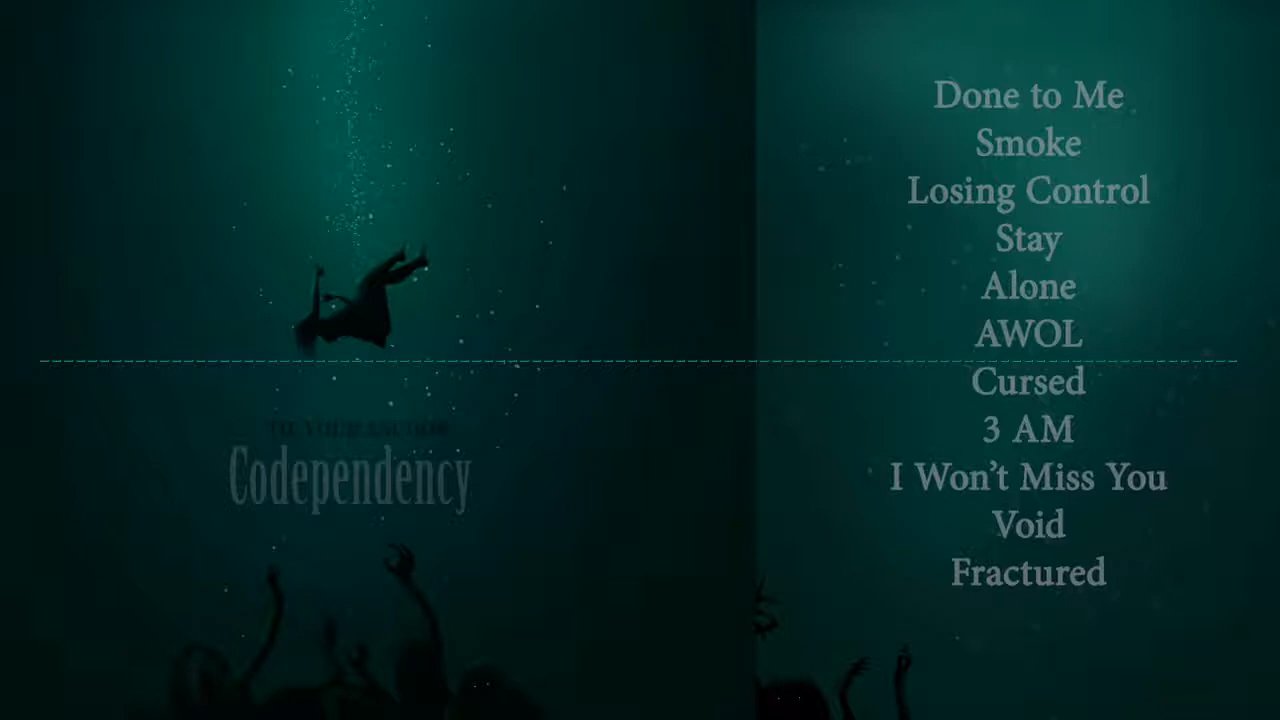 Codependency
Done to Me
Smoke
Losing Control
Stay
Alone
AWOL
Cursed
3 AM
I Won't Miss You
Void
Fractured